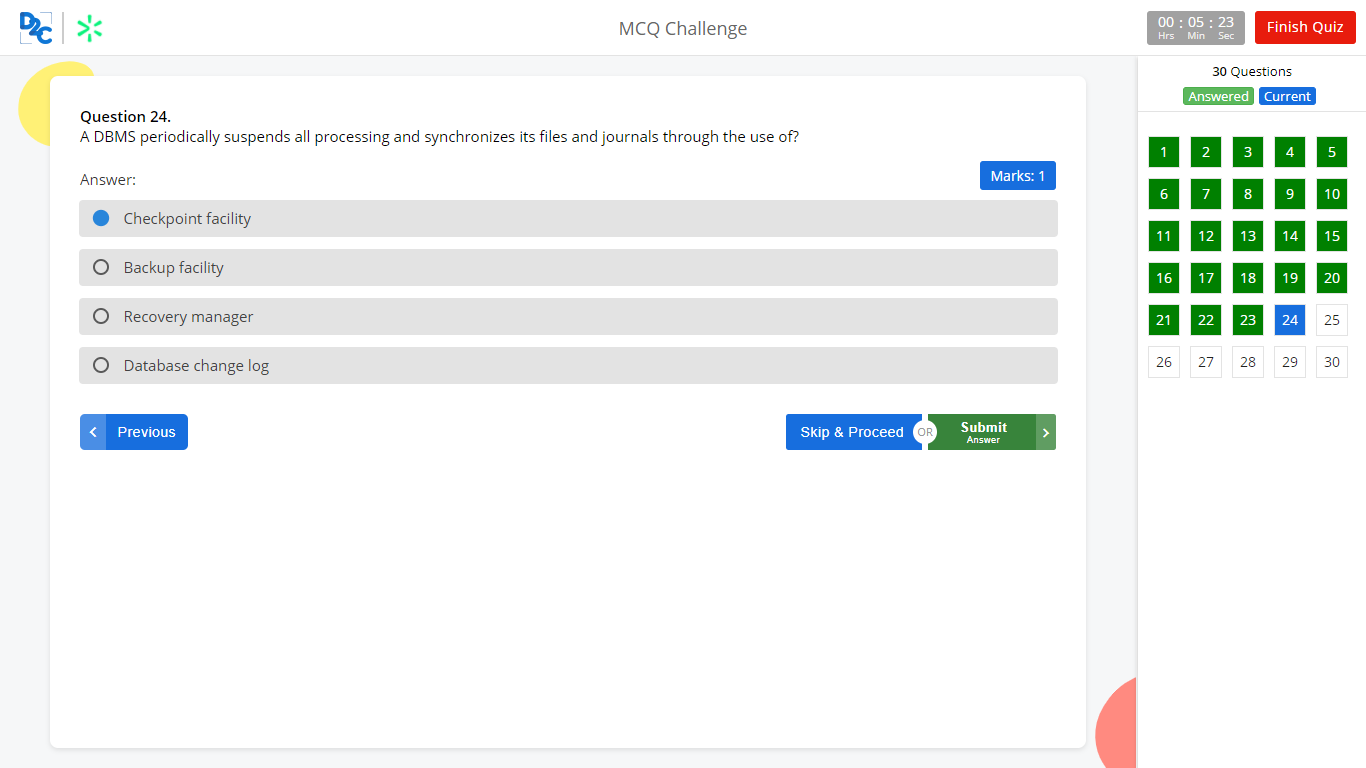 D2C
MCQ Challenge
00 : 05 : 23
Hrs Min Sec
Finish Quiz
30 Questions
Answered Current
Question 24.
A DBMS periodically suspends all processing and synchronizes its files and journals through the use of?
Answer:
Marks: 1
Checkpoint facility
Backup facility
Recovery manager
Database change log
Previous
Skip & Proceed
OR
Submit
Answer
1 2 3 4 5
6 7 8 9 10
11 12 13 14 15
16 17 18 19 20
21 22 23 24 25
26 27 28 29 30